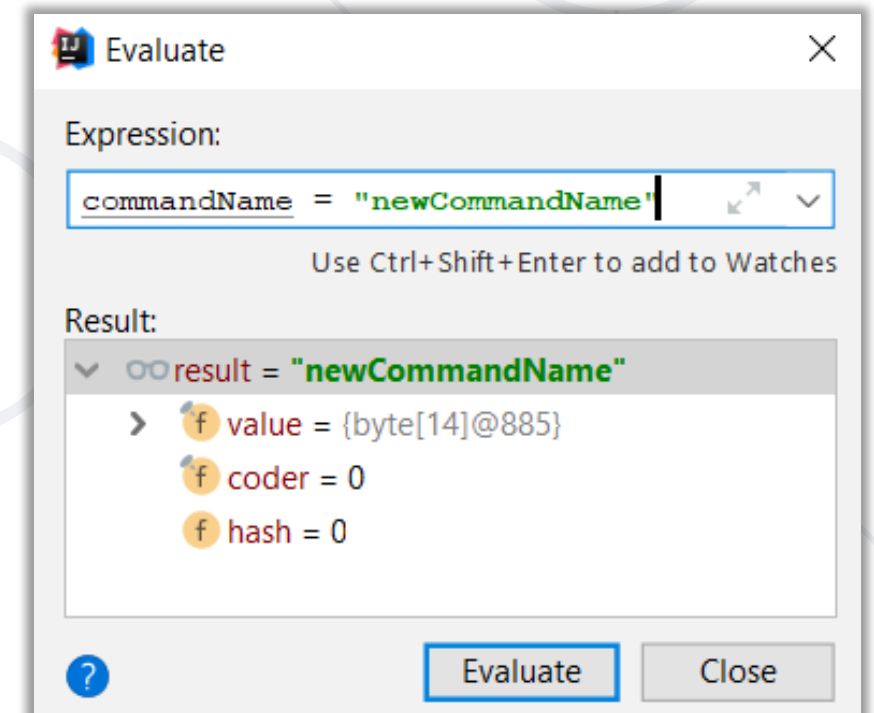 IJ Evaluate
Expression:
commandName = "newCommandName"
Use Ctrl+Shift+Enter to add to Watches
Result:
result = "newCommandName"
f value = {byte[14]@885}
f coder = 0
f hash = 0
? Evaluate Close